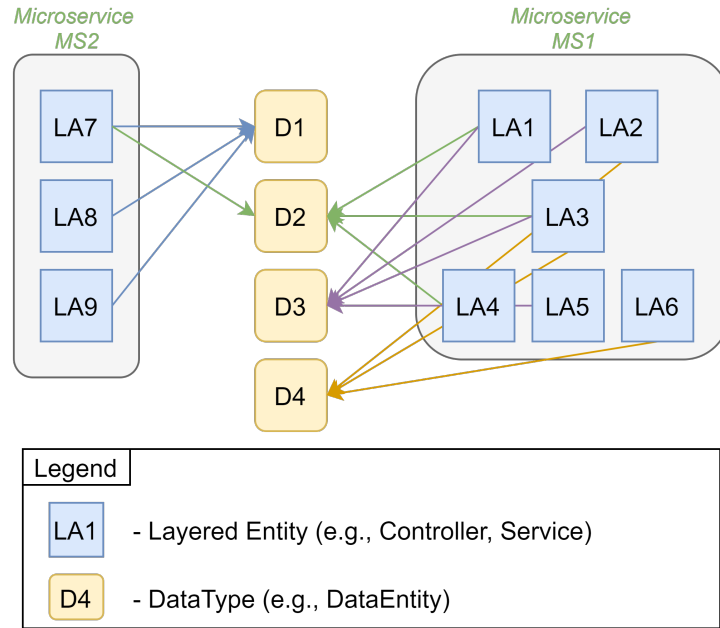 Microservice
MS2
Microservice
MS1
LA7
D1
LA1
LA2
LA8
D2
LA3
LA9
D3
LA4
LA5
LA6
D4
Legend
LA1
- Layered Entity (e.g., Controller, Service)
D4
- DataType (e.g., DataEntity)